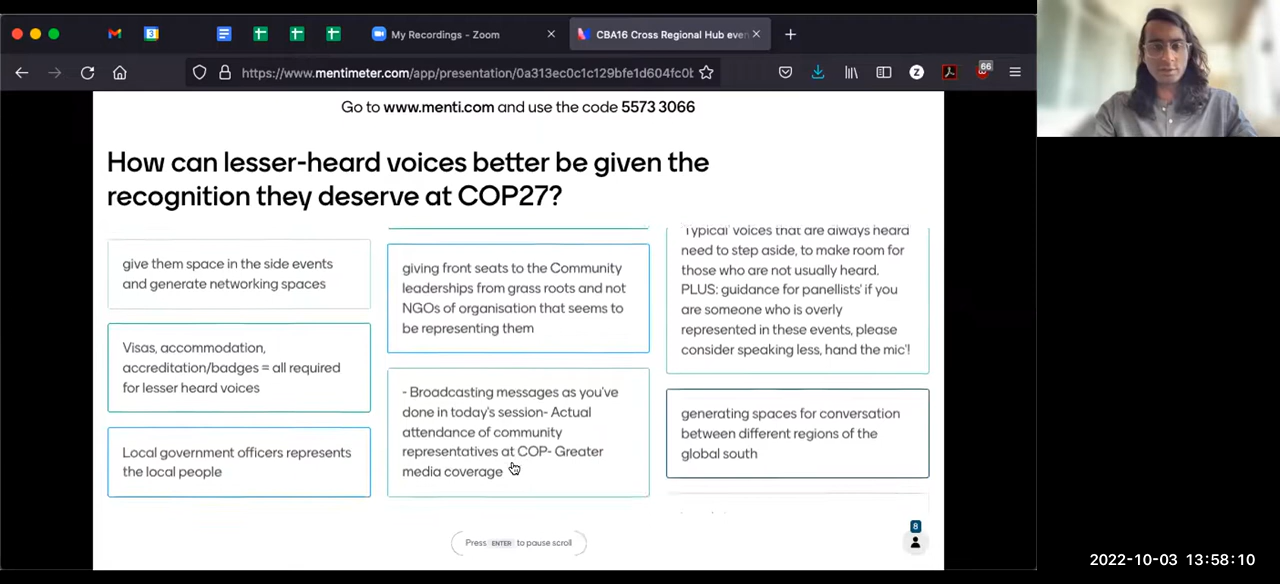 My Recordings - Zoom
CBA16 Cross Regional Hub even
https://www.mentimeter.com/app/presentation/0a313ec0c1c129bfe1d604fc0b
66
Go to www.menti.com and use the code 5573 3066
How can lesser-heard voices better be given the
recognition they deserve at COP27?
give them space in the side events
and generate networking spaces
Visas, accommodation,
accreditation/badges = all required
for lesser heard voices
Local government officers represents
the local people
giving front seats to the Community
leaderships from grass roots and not
NGOs of organisation that seems to
be representing them
- Broadcasting messages as you've
done in today's session- Actual
attendance of community
representatives at COP- Greater
media coverage
'Typical' voices that are always heard
need to step aside, to make room for
those who are not usually heard.
PLUS: guidance for panellists' if you
are someone who is overly
represented in these events, please
consider speaking less, hand the mic'!
generating spaces for conversation
between different regions of the
global south
Press ENTER to pause scroll
8
2022-10-03 13:58:10